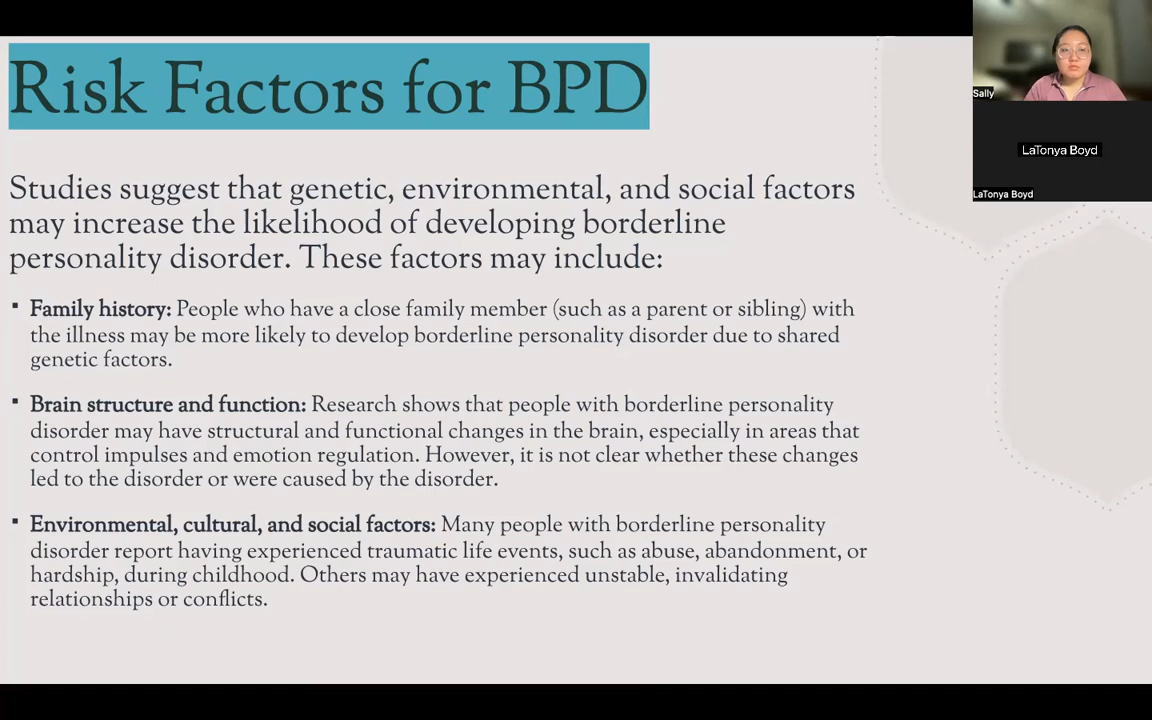 Risk Factors for BPD
Studies suggest that genetic, environmental, and social factors
may increase the likelihood of developing borderline
personality disorder. These factors may include:
▪ Family history: People who have a close family member (such as a parent or sibling) with
the illness may be more likely to develop borderline personality disorder due to shared
genetic factors.
▪ Brain structure and function: Research shows that people with borderline personality
disorder may have structural and functional changes in the brain, especially in areas that
control impulses and emotion regulation. However, it is not clear whether these changes
led to the disorder or were caused by the disorder.
▪ Environmental, cultural, and social factors: Many people with borderline personality
disorder report having experienced traumatic life events, such as abuse, abandonment, or
hardship, during childhood. Others may have experienced unstable, invalidating
relationships or conflicts.
Sally
LaTonya Boyd
LaTonya Boyd